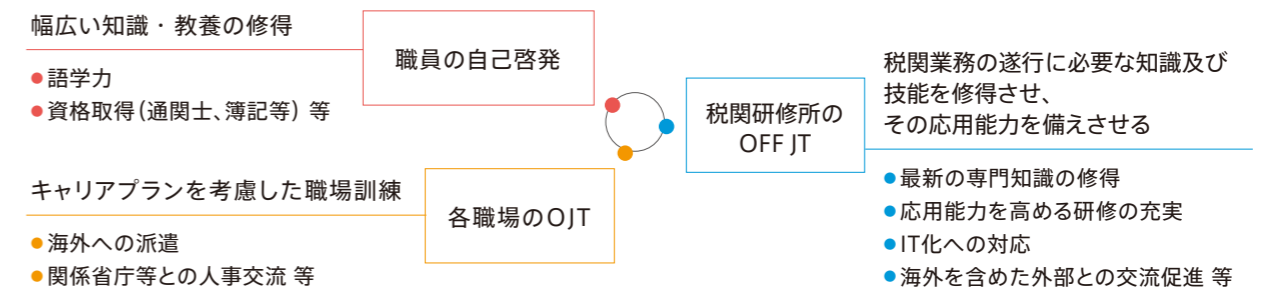 幅広い知識・教養の修得
職員の自己啓発
●語学力
●資格取得(通関士、簿記等) 等
キャリアプランを考慮した職場訓練
各職場のOJT
●海外への派遣
●関係省庁等との人事交流 等
税関研修所の
OFF JT
税関業務の遂行に必要な知識及び
技能を修得させ、
その応用能力を備えさせる
●最新の専門知識の修得
●応用能力を高める研修の充実
●IT化への対応
●海外を含めた外部との交流促進 等